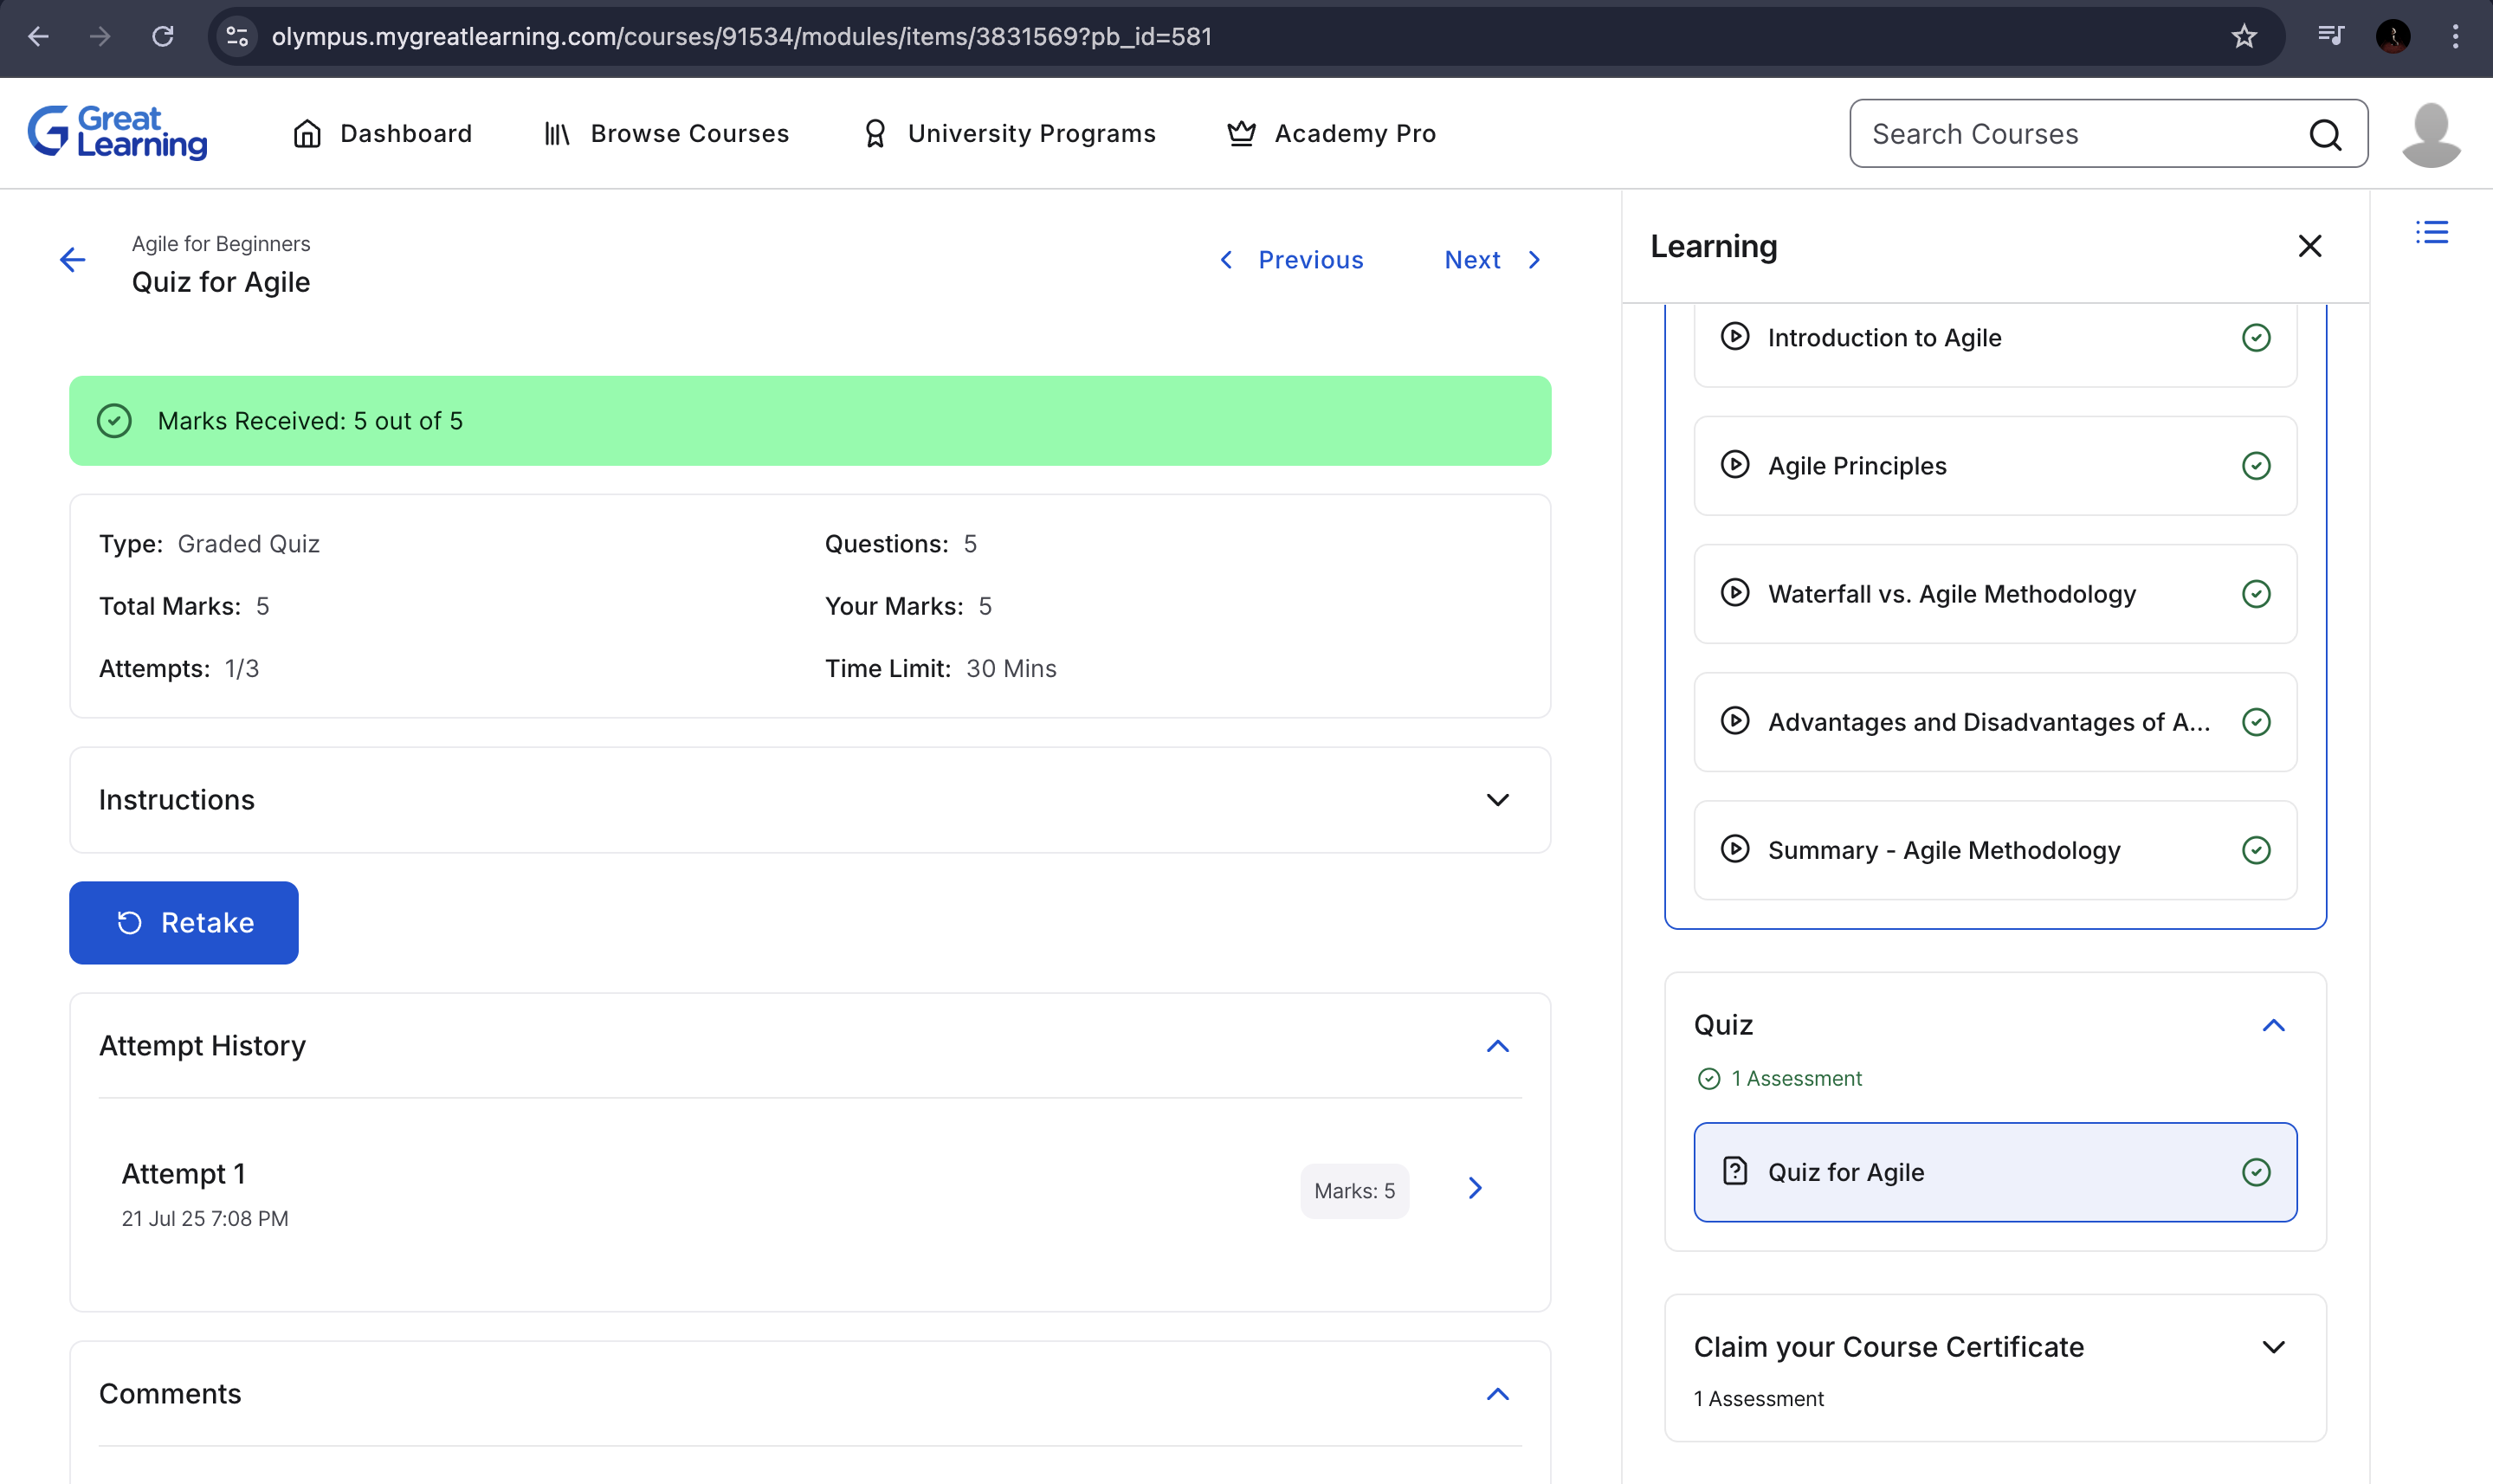 olympus.mygreatlearning.com/courses/91534/modules/items/3831569?pb_id=581
Great Learning
Dashboard
Browse Courses
University Programs
Academy Pro
Search Courses
Agile for Beginners
Quiz for Agile
Previous
Next
Marks Received: 5 out of 5
Type: Graded Quiz
Questions: 5
Total Marks: 5
Your Marks: 5
Attempts: 1/3
Time Limit: 30 Mins
Instructions
Retake
Attempt History
Attempt 1
21 Jul 25 7:08 PM
Marks: 5
Comments
Learning
Introduction to Agile
Agile Principles
Waterfall vs. Agile Methodology
Advantages and Disadvantages of A...
Summary - Agile Methodology
Quiz
1 Assessment
Quiz for Agile
Claim your Course Certificate
1 Assessment